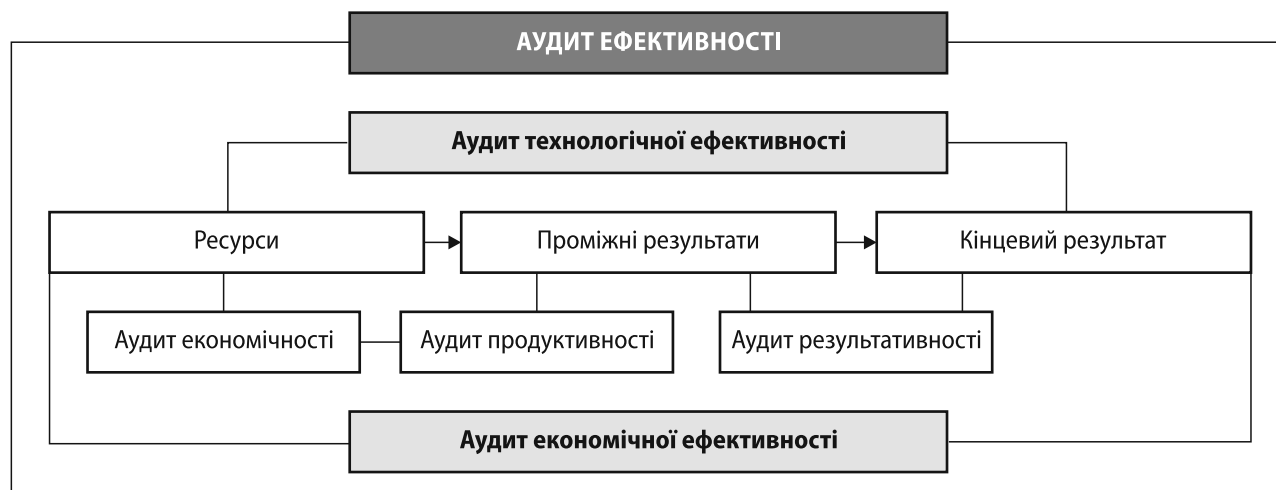 АУДИТ ЕФЕКТИВНОСТІ
Аудит технологічної ефективності
Ресурси
Проміжні результати
Кінцевий результат
Аудит економічності
Аудит продуктивності
Аудит результативності
Аудит економічної ефективності